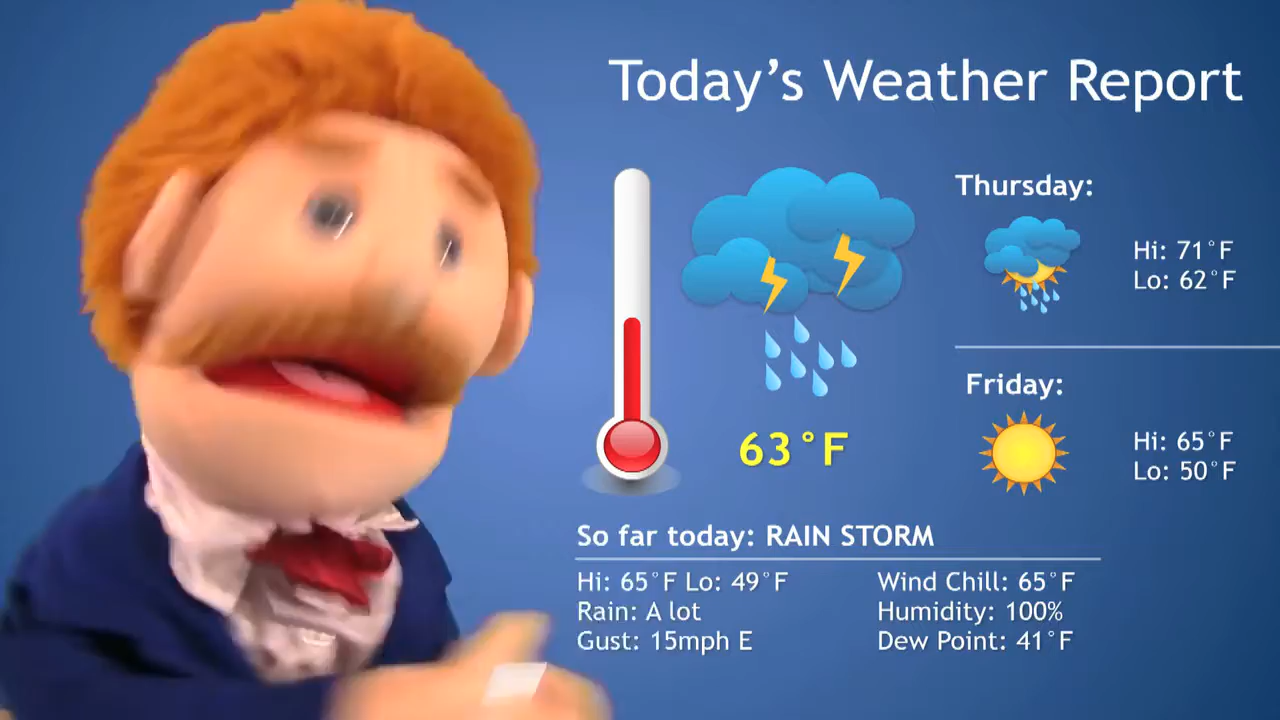 Today's Weather Report
Thursday:
Hi: 71°F
Lo: 62°F
Friday:
Hi: 65°F
Lo: 50°F
63°F
So far today: RAIN STORM
Hi: 65°F Lo: 49°F
Rain: A lot
Gust: 15mph E
Wind Chill: 65°F
Humidity: 100%
Dew Point: 41°F